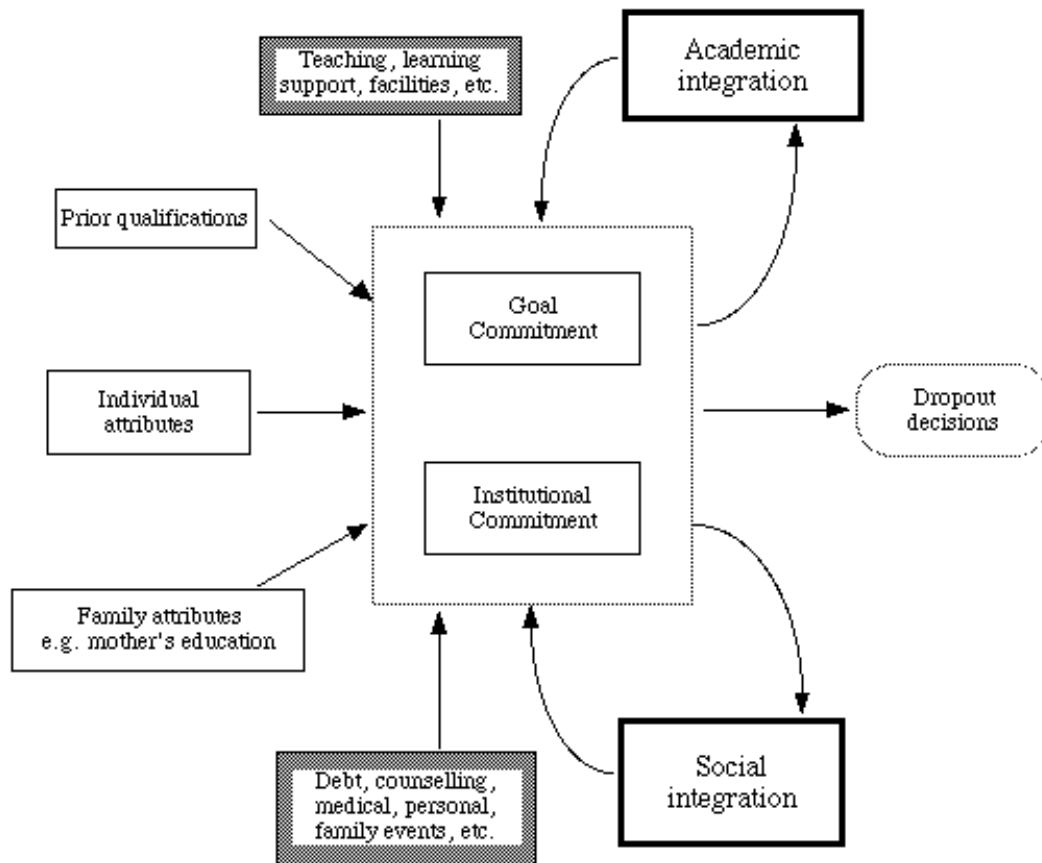 Teaching, learning
support, facilities, etc.
Academic
integration
Prior qualifications
Goal
Commitment
Individual
attributes
Dropout
decisions
Institutional
Commitment
Family attributes
e.g. mother's education
Debt, counselling,
medical, personal,
family events, etc.
Social
integration